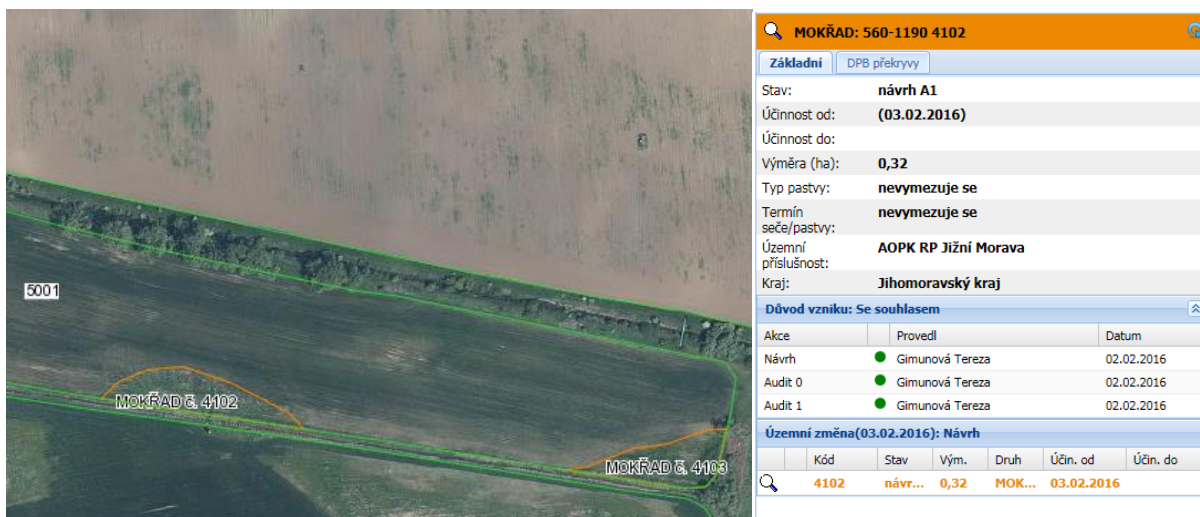 5001
MOKŘAD č. 4102
MOKŘAD č. 4103
MOKŘAD: 560-1190 4102
Základní DPB překryvy
Stav: návrh A1
Účinnost od: (03.02.2016)
Účinnost do:
Výměra (ha): 0,32
Typ pastvy: nevymezuje se
Termín seče/pastvy: nevymezuje se
Územní příslušnost: AOPK RP Jižní Morava
Kraj: Jihomoravský kraj
Důvod vzniku: Se souhlasem
Akce Provedl Datum
Návrh Gimunová Tereza 02.02.2016
Audit 0 Gimunová Tereza 02.02.2016
Audit 1 Gimunová Tereza 02.02.2016
Územní změna(03.02.2016): Návrh
Kód Stav Vým. Druh Účin. od Účin. do
4102 návr... 0,32 MOK... 03.02.2016